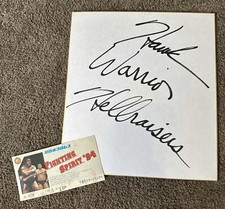 Hawk
Warrior
Hellraisers
FIGHTING SPIRIT '94